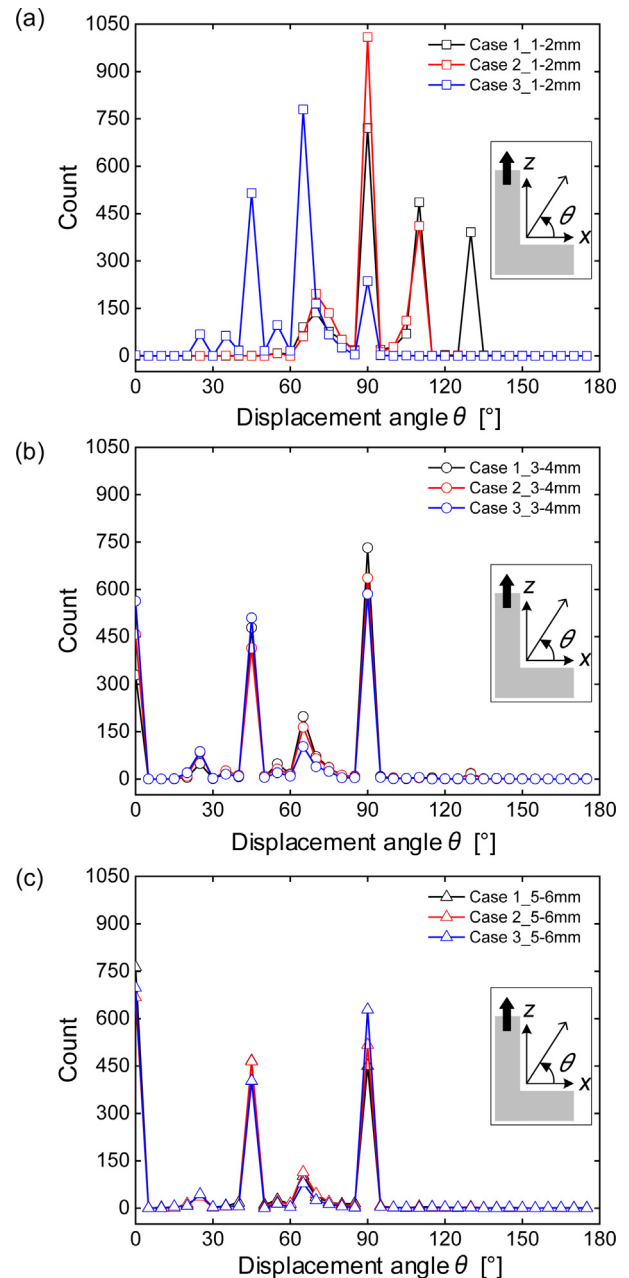 (a)
1050
900
750
600
450
300
150
0
Count
Case 1_1-2mm
Case 2_1-2mm
Case 3_1-2mm
z
θ
x
0 30 60 90 120 150 180
Displacement angle θ [°]
(b)
1050
900
750
600
450
300
150
0
Count
Case 1_3-4mm
Case 2_3-4mm
Case 3_3-4mm
z
θ
x
0 30 60 90 120 150 180
Displacement angle θ [°]
(c)
1050
900
750
600
450
300
150
0
Count
Case 1_5-6mm
Case 2_5-6mm
Case 3_5-6mm
z
θ
x
0 30 60 90 120 150 180
Displacement angle θ [°]